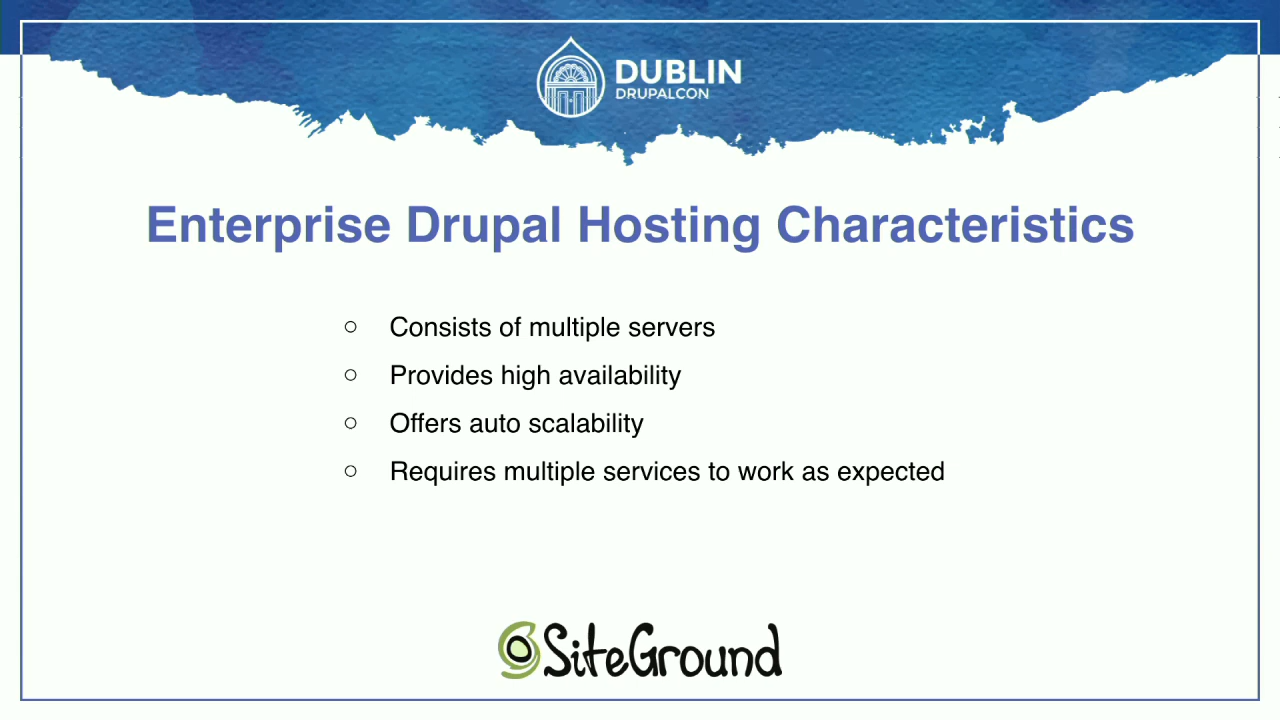 DUBLIN
DRUPALCON
Enterprise Drupal Hosting Characteristics
○ Consists of multiple servers
○ Provides high availability
○ Offers auto scalability
○ Requires multiple services to work as expected
SiteGround